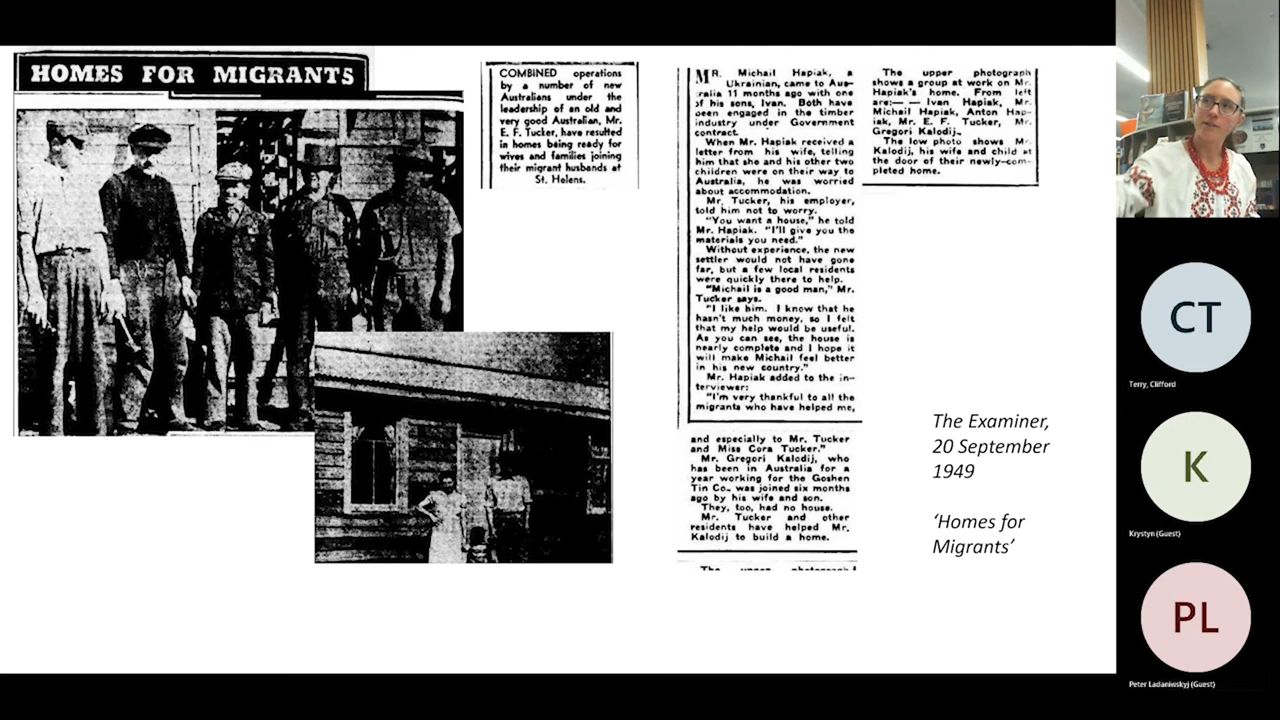 HOMES FOR MIGRANTS
COMBINED operations
by a number of new
Australians under the
leadership of an old and
very good Australian, Mr.
E. F. Tucker, have resulted
in homes being ready for
wives and families joining
their migrant husbands at
St. Helens.
MR. Michail Hapiak, a
Ukrainian, came to Aus-
tralia 11 months ago with one
of his sons, Ivan. Both have
been engaged in the timber
industry under Government
contract.
When Mr. Hapiak received a
letter from his wife, telling
him that she and his other two
children were on their way to
Australia, he was worried
about accommodation.
Mr. Tucker, his employer,
told him not to worry.
"You want a house," he told
Mr. Hapiak. "I'll give you the
materials you need."
Without experience, the new
settler would not have gone
far, but a few local residents
were quickly there to help.
"Michail is a good man," Mr.
Tucker says.
"I like him. I know that he
hasn't much money, so I felt
that my help would be useful.
As you can see, the house is
nearly complete and I hope it
will make Michail feel better
in his new country."
Mr. Hapiak added to the in-
terviewer:
"I'm very thankful to all the
migrants who have helped me,
and especially to Mr. Tucker
and Miss Cora Tucker."
Mr. Gregori Kalodij, who
has been in Australia for a
year working for the Goshen
Tin Co., was joined six months
ago by his wife and son.
They, too, had no house.
Mr. Tucker and other
residents have helped Mr.
Kalodij to build a home.
The upper photograph
The upper photograph
shows a group at work on Mr.
Hapiak's home. From left
are:— — Ivan Hapiak, Mr.
Michail Hapiak, Anton Hap-
iak, Mr. E. F. Tucker, Mr.
Gregori Kalodij.
The low photo shows Mr.
Kalodij, his wife and child at
the door of their newly-com-
pleted home.
The Examiner,
20 September
1949
'Homes for
Migrants'
CT
Terry, Clifford
K
Krystyn (Guest)
PL
Peter Ladaniwskyj (Guest)